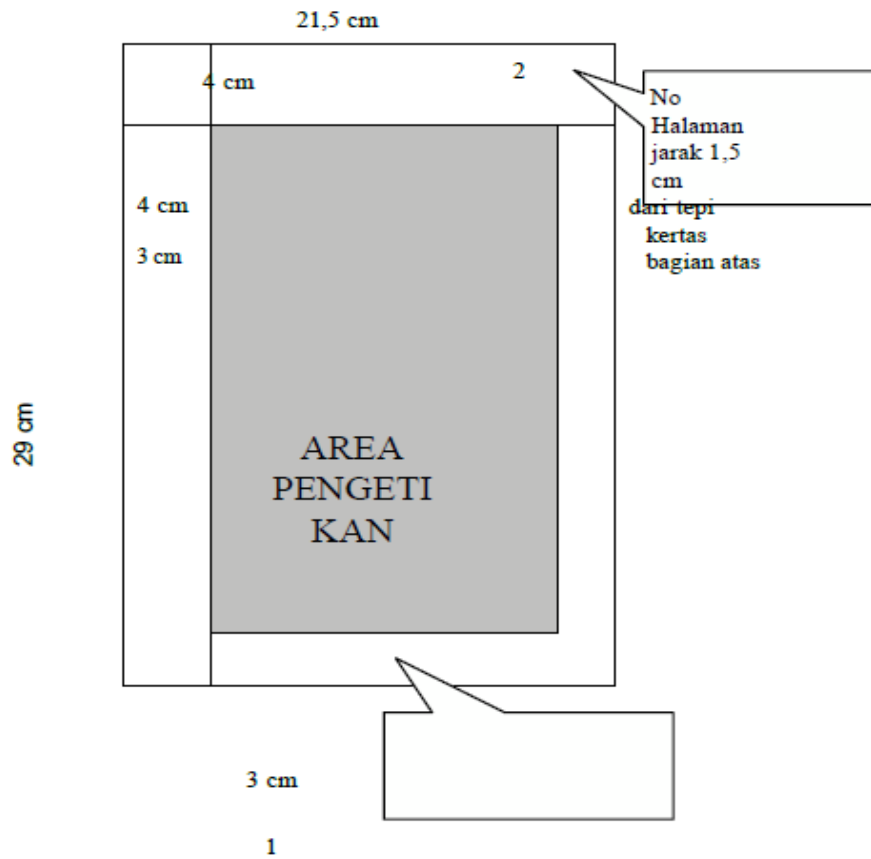 21,5 cm
4 cm
2
No
Halaman
jarak 1,5
cm
dari tepi
kertas
bagian atas
4 cm
3 cm
29 cm
AREA
PENGETI
KAN
3 cm
1